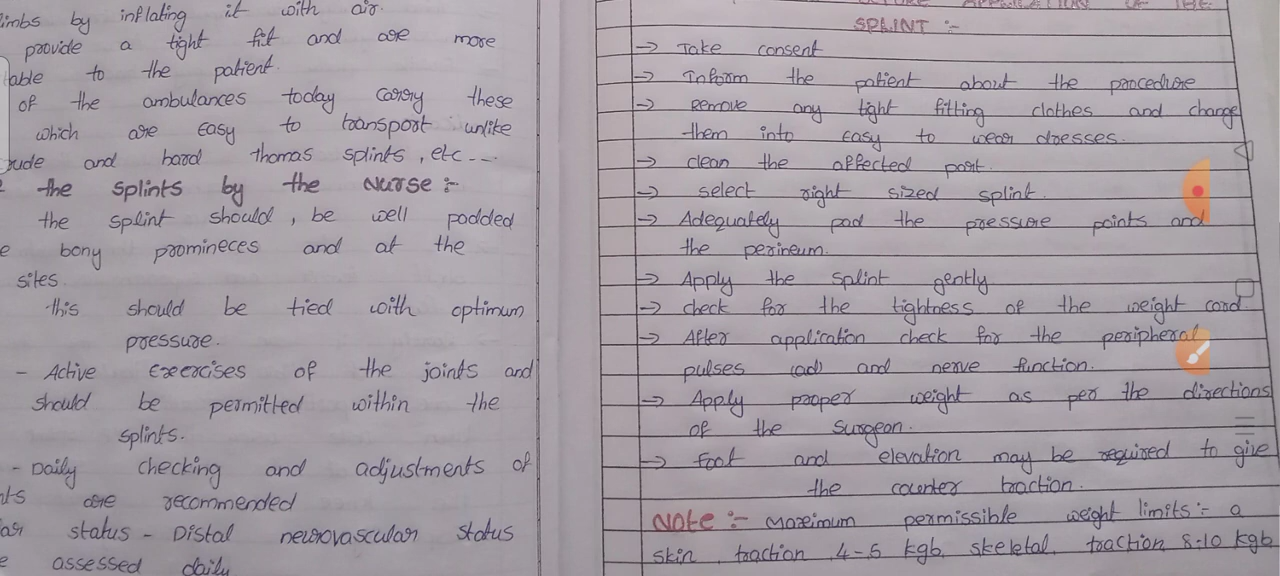 limbs by inflating it with air.
provide a tight fit and are more
table to the patient.
of the ambulances today carry these
which are easy to transport unlike
rude and hard thomas splints, etc---
the splints by the Nurse :-
the splint should, be well padded
bony promineces and at the
sites.
this should be tied with optimum
pressure.
- Active exercises of the joints and
should be permitted within the
splints.
- Daily checking and adjustments of
nts are recommended
ar status - Distal neurovascular status
e assessed daily
APPLICATION OF THE
SPLINT :-
→ Take consent
→ Inform the patient about the procedure
→ Remove any tight fitting clothes and change
them into easy to wear dresses.
→ clean the affected part.
→ select right sized splint.
→ Adequately pad the pressure points and
the perineum.
→ Apply the splint gently
→ check for the tightness of the weight cord.
→ After application check for the peripheral
pulses (ad) and nerve function.
→ Apply proper weight as per the directions
of the surgeon.
→ foot and elevation may be required to give
the counter traction.
Note :- Maximum permissible weight limits :- a
skin traction 4-5 kgb, skeletal traction 8-10 kgb